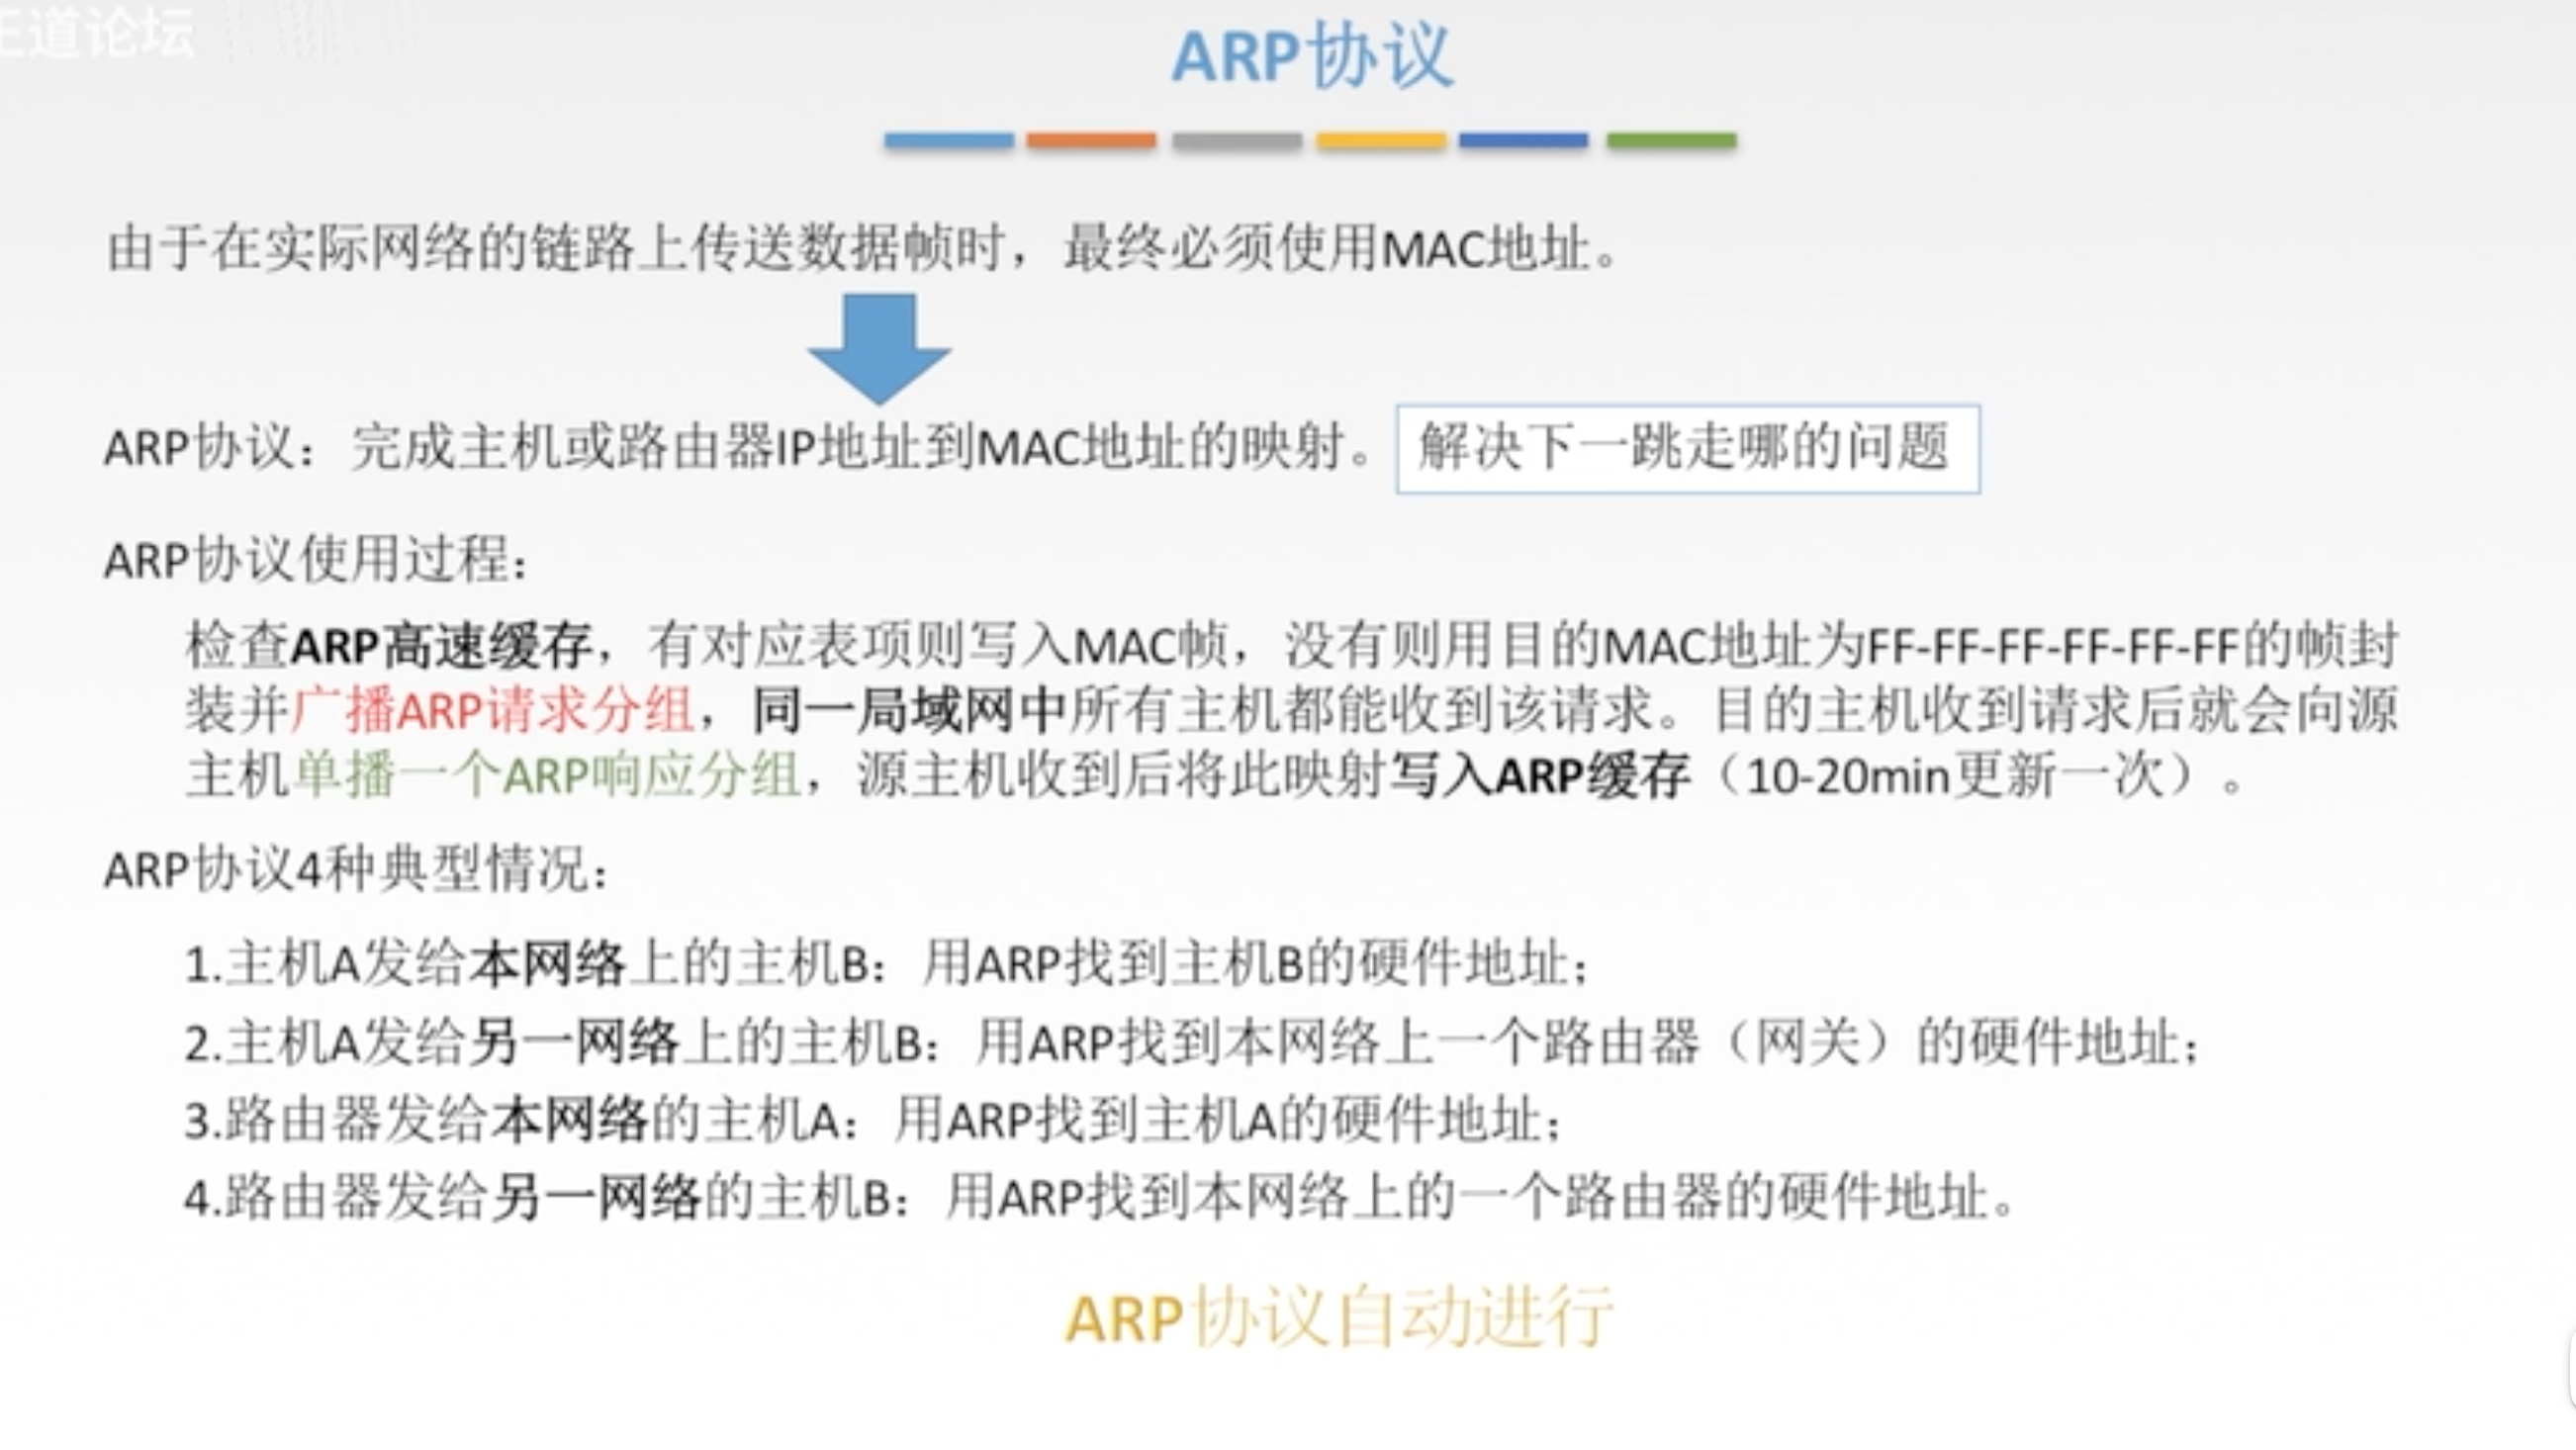 王道论坛
ARP协议
由于在实际网络的链路上传送数据帧时，最终必须使用MAC地址。
ARP协议：完成主机或路由器IP地址到MAC地址的映射。 解决下一跳走哪的问题
ARP协议使用过程：
检查ARP高速缓存，有对应表项则写入MAC帧，没有则用目的MAC地址为FF-FF-FF-FF-FF-FF的帧封
装并广播ARP请求分组，同一局域网中所有主机都能收到该请求。目的主机收到请求后就会向源
主机单播一个ARP响应分组，源主机收到后将此映射写入ARP缓存（10-20min更新一次）。
ARP协议4种典型情况：
1.主机A发给本网络上的主机B：用ARP找到主机B的硬件地址；
2.主机A发给另一网络上的主机B：用ARP找到本网络上一个路由器（网关）的硬件地址；
3.路由器发给本网络的主机A：用ARP找到主机A的硬件地址；
4.路由器发给另一网络的主机B：用ARP找到本网络上的一个路由器的硬件地址。
ARP协议自动进行